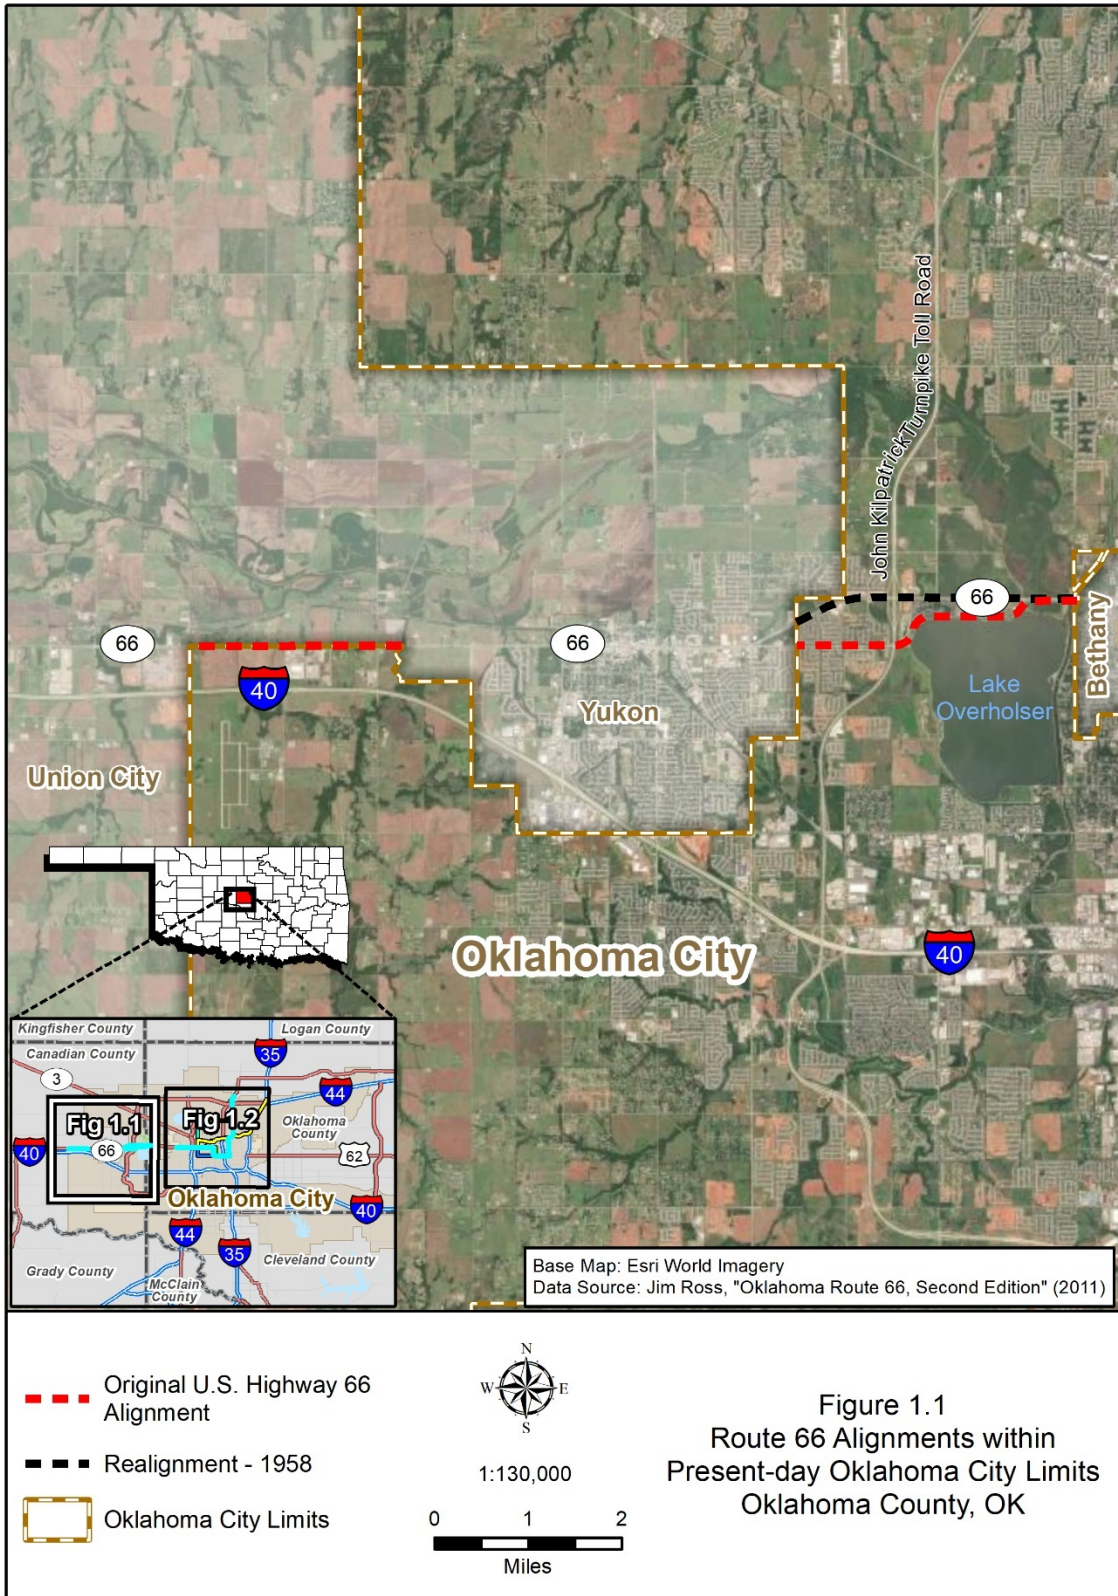 John Kilpatrick Turnpike Toll Road
66
66
66
Bethany
40
Yukon
Lake
Overholser
Union City
Oklahoma City
40
Kingfisher County
Logan County
Canadian County
35
3
44
Fig 1.1
Fig 1.2
Oklahoma
County
40
66
62
Oklahoma City
40
44
35
Cleveland County
Grady County
McClain
County
Base Map: Esri World Imagery
Data Source: Jim Ross, "Oklahoma Route 66, Second Edition" (2011)
Original U.S. Highway 66
Alignment
Realignment - 1958
Oklahoma City Limits
N
W E
S
1:130,000
0 1 2
Miles
Figure 1.1
Route 66 Alignments within
Present-day Oklahoma City Limits
Oklahoma County, OK